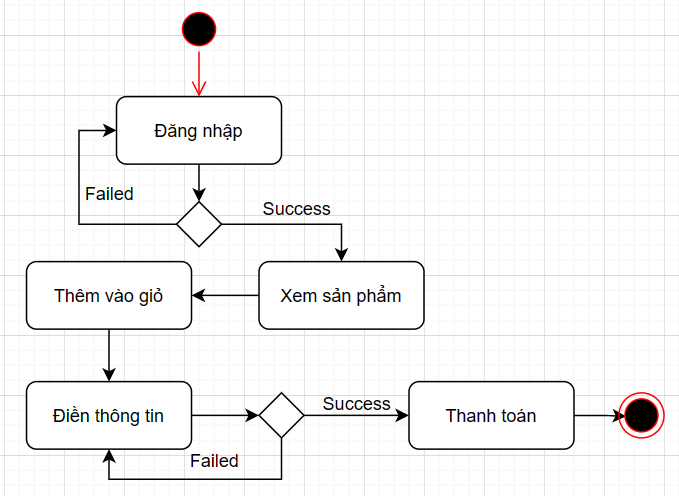 Đăng nhập
Failed
Success
Thêm vào giỏ
Xem sản phẩm
Điền thông tin
Success
Thanh toán
Failed